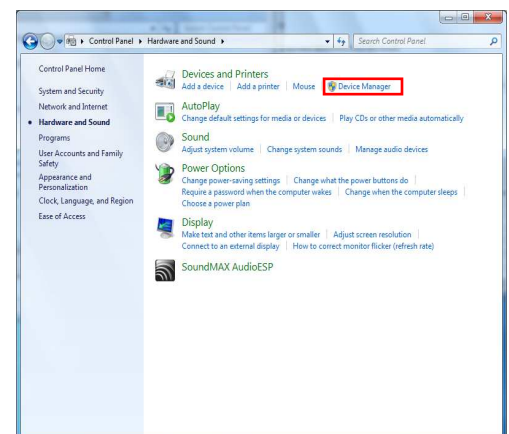 Control Panel Hardware and Sound Search Control Panel
Control Panel Home
System and Security
Network and Internet
Hardware and Sound
Programs
User Accounts and Family
Safety
Appearance and
Personalization
Clock, Language, and Region
Ease of Access
Devices and Printers
Add a device Add a printer Mouse Device Manager
AutoPlay
Change default settings for media or devices Play CDs or other media automatically
Sound
Adjust system volume Change system sounds Manage audio devices
Power Options
Change power-saving settings Change what the power buttons do
Require a password when the computer wakes Change when the computer sleeps
Choose a power plan
Display
Make text and other items larger or smaller Adjust screen resolution
Connect to an external display How to correct monitor flicker (refresh rate)
SoundMAX AudioESP